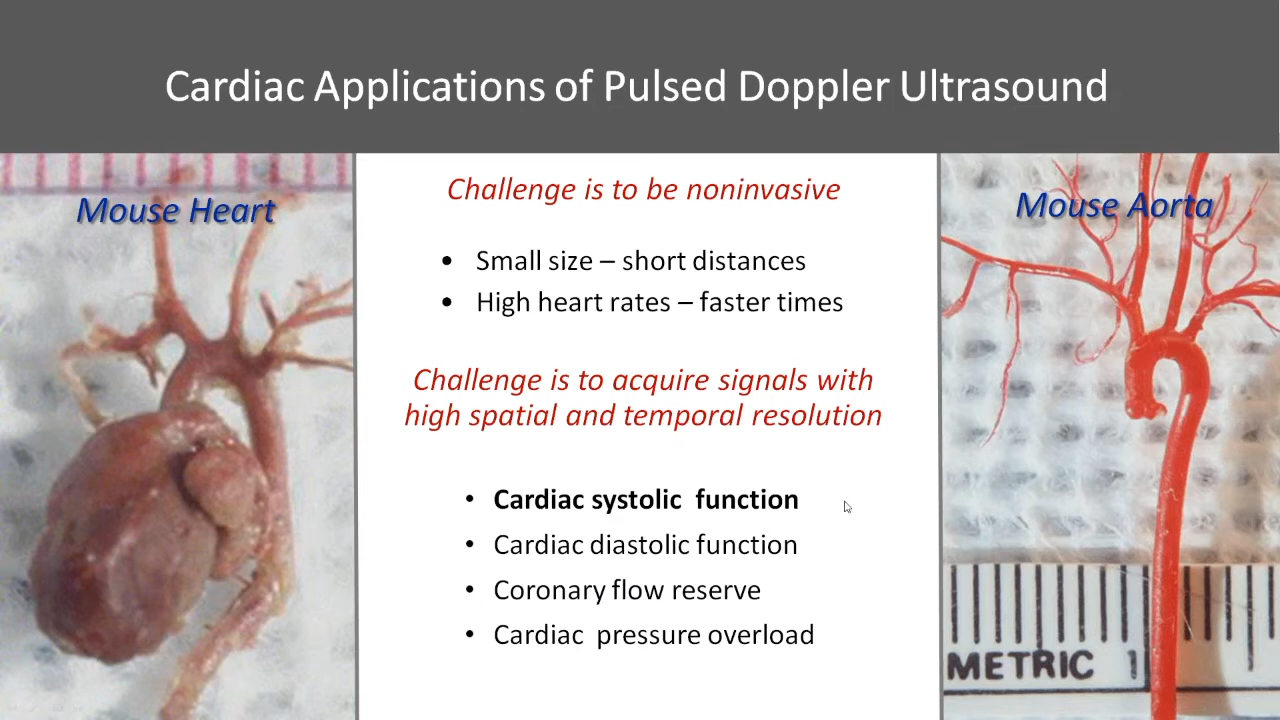 Cardiac Applications of Pulsed Doppler Ultrasound
Mouse Heart
Challenge is to be noninvasive
• Small size – short distances
• High heart rates – faster times
Challenge is to acquire signals with
high spatial and temporal resolution
• Cardiac systolic function
• Cardiac diastolic function
• Coronary flow reserve
• Cardiac pressure overload
Mouse Aorta
METRIC 1